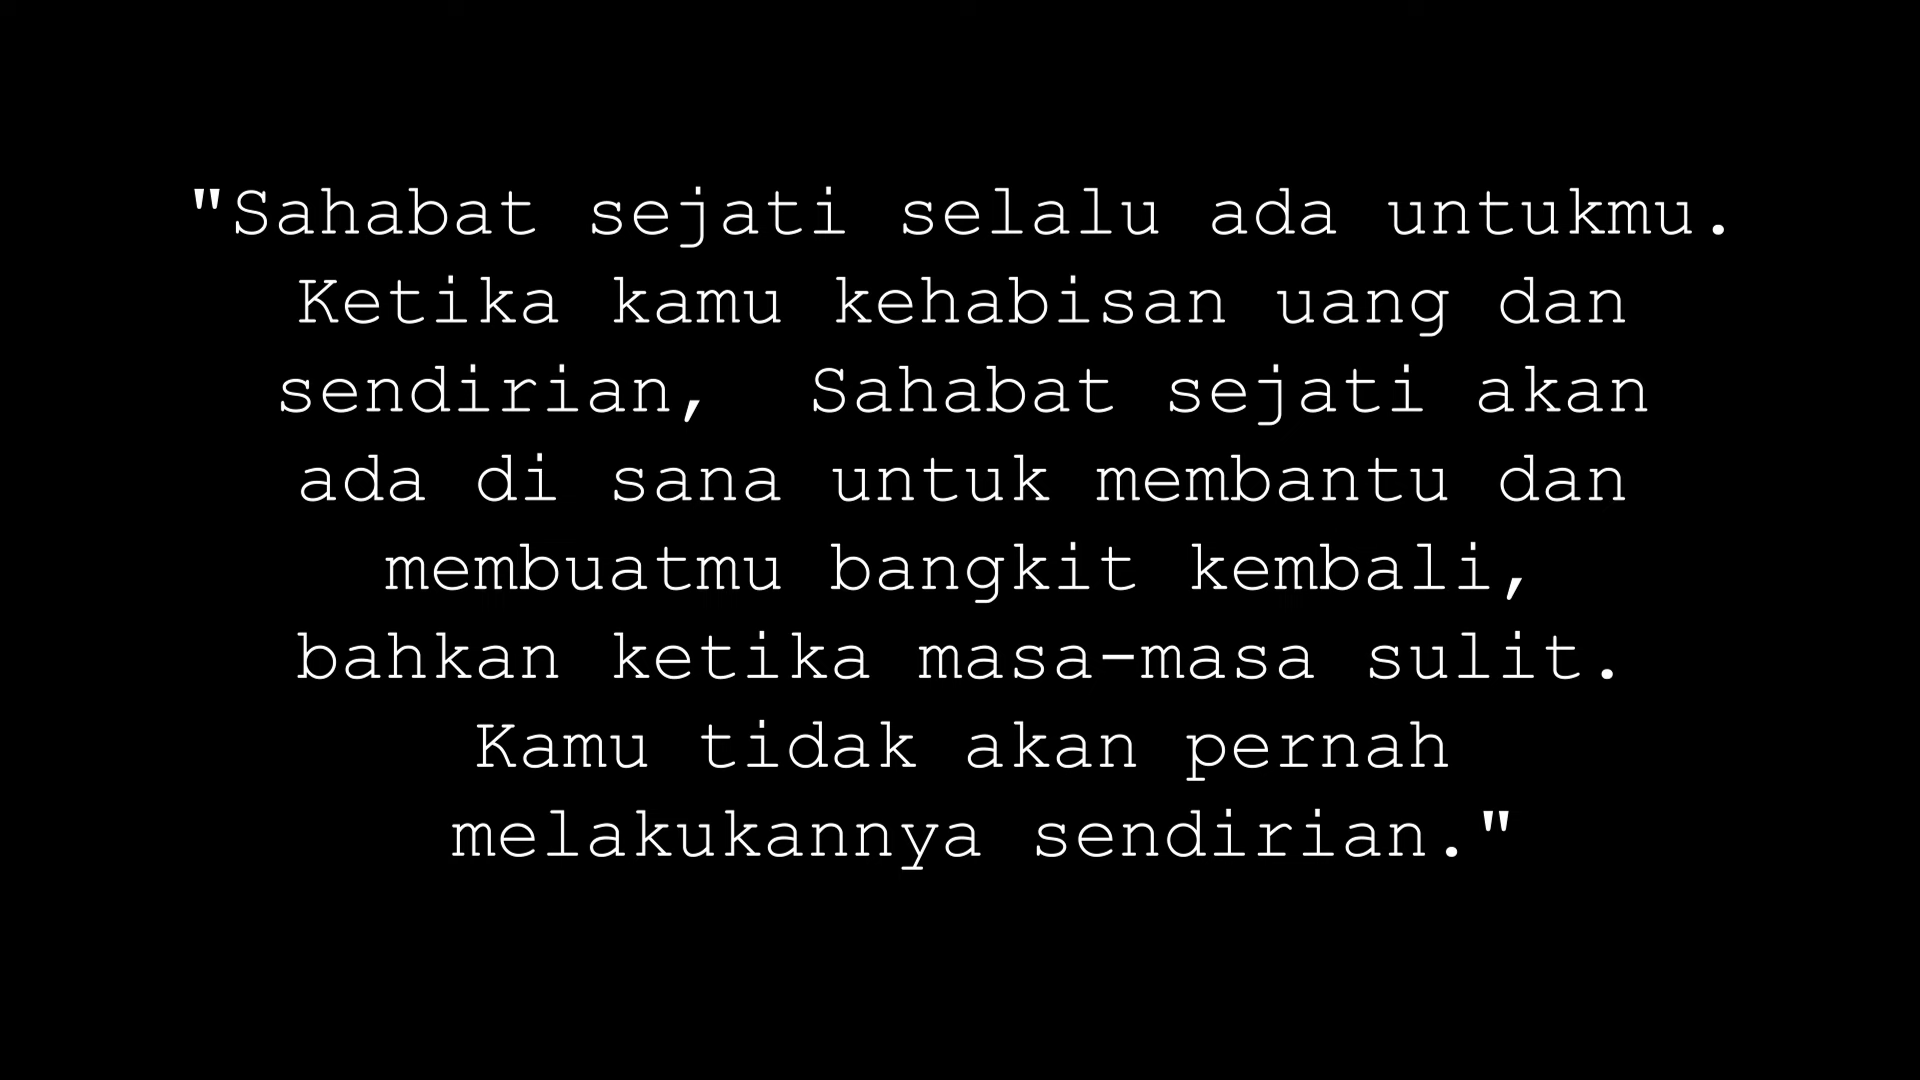 "Sahabat sejati selalu ada untukmu.
Ketika kamu kehabisan uang dan
sendirian,  Sahabat sejati akan
ada di sana untuk membantu dan
membuatmu bangkit kembali,
bahkan ketika masa-masa sulit.
Kamu tidak akan pernah
melakukannya sendirian."